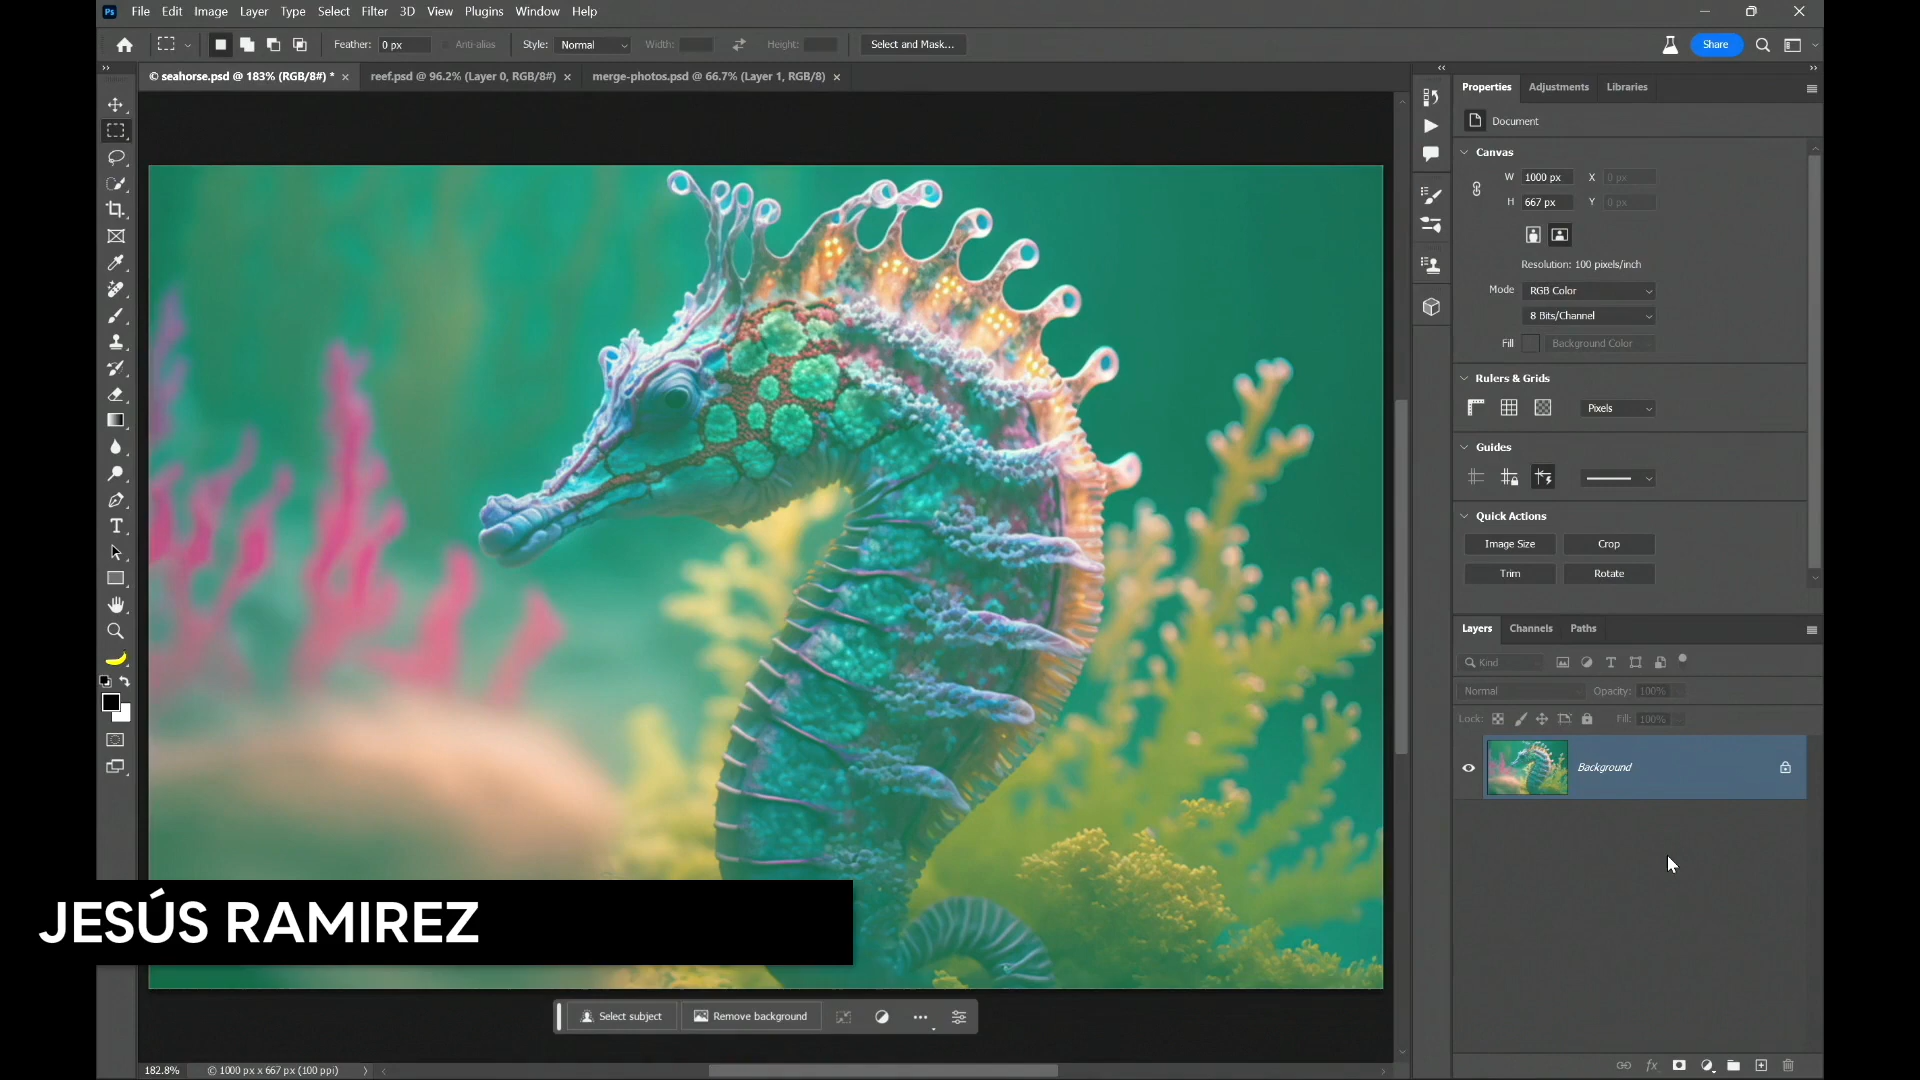 Ps File Edit Image Layer Type Select Filter 3D View Plugins Window Help
Feather: 0 px Anti-alias Style: Normal Width: Height: Select and Mask... Share
© seahorse.psd @ 183% (RGB/8#) * × reef.psd @ 96.2% (Layer 0, RGB/8#) × merge-photos.psd @ 66.7% (Layer 1, RGB/8) ×
Properties Adjustments Libraries
Document
Canvas
W 1000 px X 0 px
H 667 px Y 0 px
Resolution: 100 pixels/inch
Mode RGB Color
8 Bits/Channel
Fill Background Color
Rulers & Grids
Pixels
Guides
Quick Actions
Image Size Crop
Trim Rotate
Layers Channels Paths
Kind
Normal Opacity: 100%
Lock: Fill: 100%
Background
JESÚS RAMIREZ
Select subject Remove background
182.8% © 1000 px x 667 px (100 ppi)